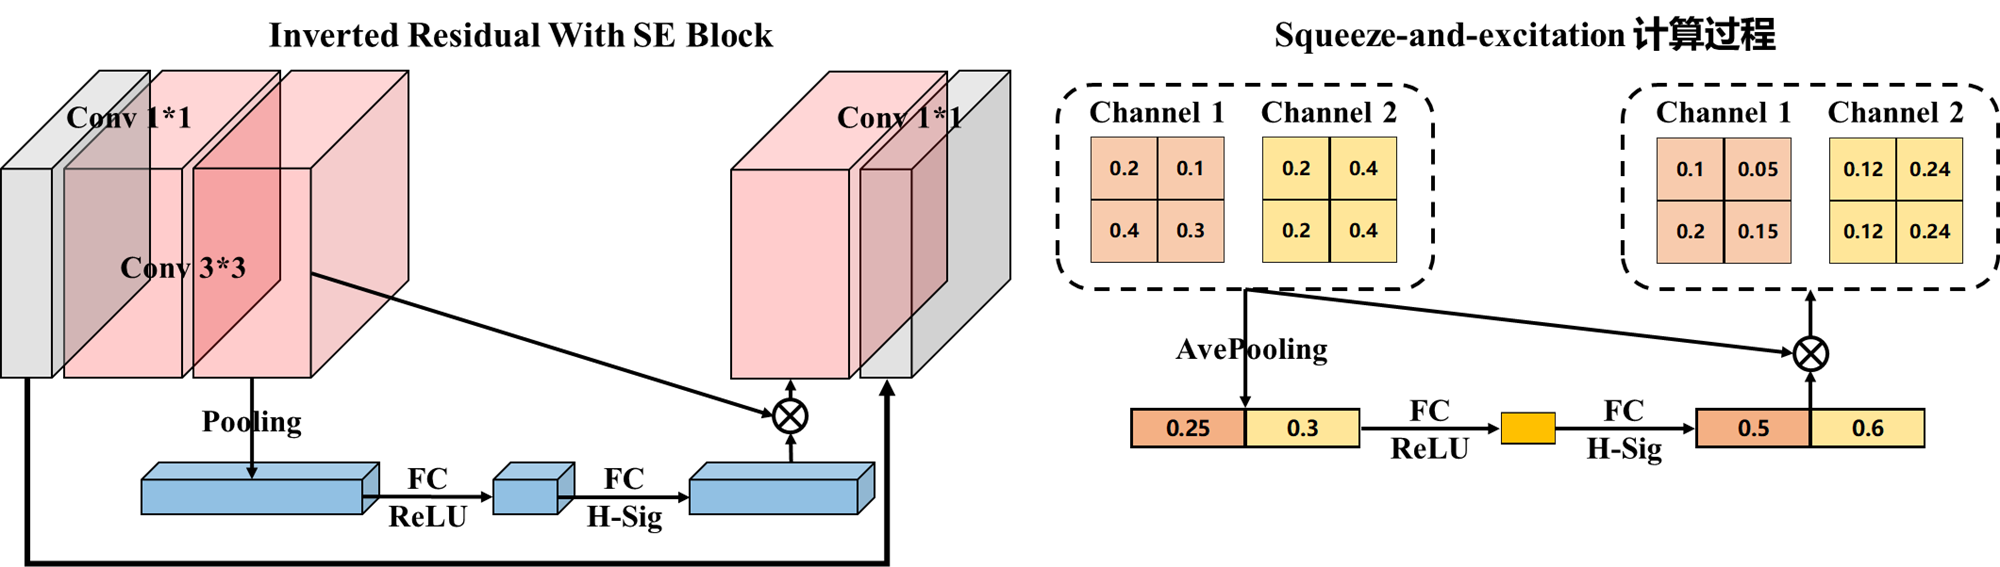 Inverted Residual With SE Block
Conv 1*1
Conv 3*3
Conv 1*1
Pooling
FC
ReLU
FC
H-Sig
Squeeze-and-excitation 计算过程
Channel 1 Channel 2
0.2 0.1 0.2 0.4
0.4 0.3 0.2 0.4
Channel 1 Channel 2
0.1 0.05 0.12 0.24
0.2 0.15 0.12 0.24
AvePooling
0.25 0.3
FC
ReLU
FC
H-Sig
0.5 0.6